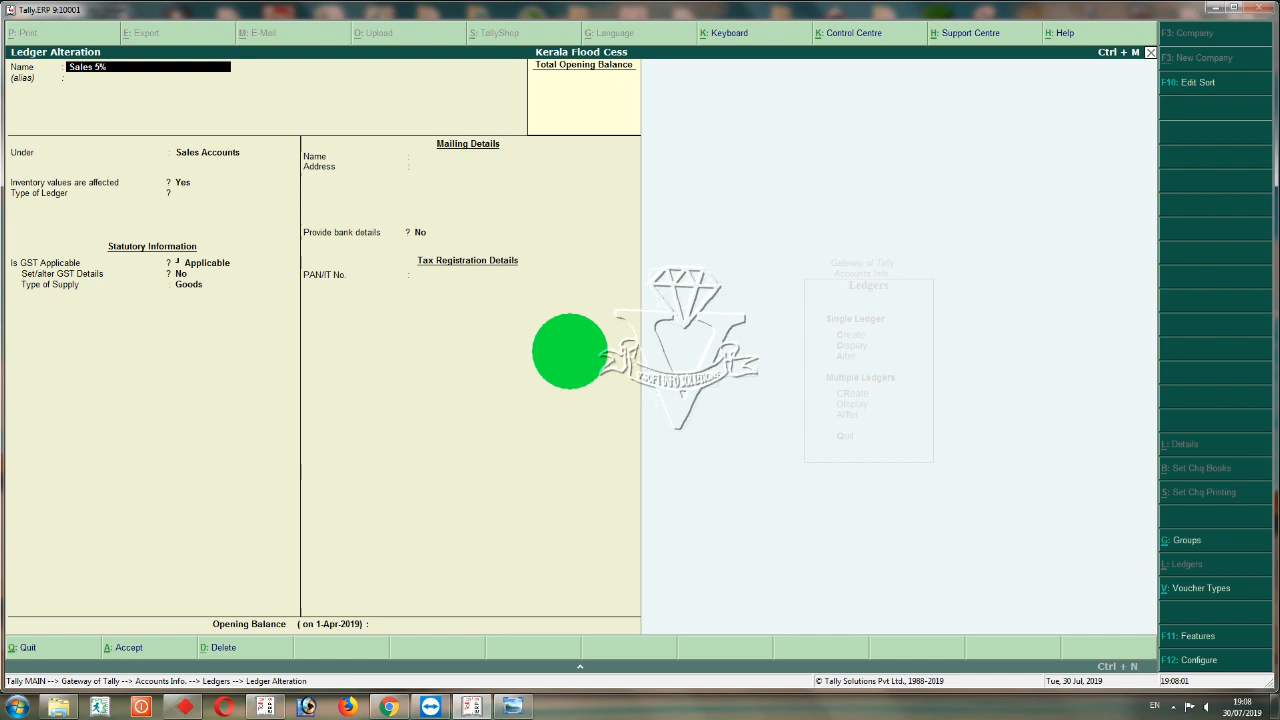 Tally.ERP 9:10001
P: Print
E: Export
M: E-Mail
O: Upload
S: TallyShop
G: Language
K: Keyboard
K: Control Centre
H: Support Centre
H: Help
F3: Company
Ledger Alteration
Kerala Flood Cess
Ctrl + M
F3: New Company
Name : Sales 5%
(alias) :
Total Opening Balance
F10: Edit Sort
Under : Sales Accounts
Inventory values are affected ? Yes
Type of Ledger ?
Statutory Information
Is GST Applicable ? ┘ Applicable
Set/alter GST Details ? No
Type of Supply : Goods
Mailing Details
Name :
Address :
Provide bank details ? No
Tax Registration Details
PAN/IT No. :
Gateway of Tally ...
Accounts Info. ...
Ledgers
Single Ledger
Create
Display
Alter
Multiple Ledgers
CReate
Display
AlTer
Quit
L: Details
B: Set Chq Books
S: Set Chq Printing
G: Groups
L: Ledgers
V: Voucher Types
F11: Features
F12: Configure
Opening Balance ( on 1-Apr-2019) :
Q: Quit
A: Accept
D: Delete
Ctrl + N
Tally MAIN --> Gateway of Tally --> Accounts Info. --> Ledgers --> Ledger Alteration
© Tally Solutions Pvt Ltd., 1988-2019
Tue, 30 Jul, 2019
19:08:01
EN
19:08
30/07/2019